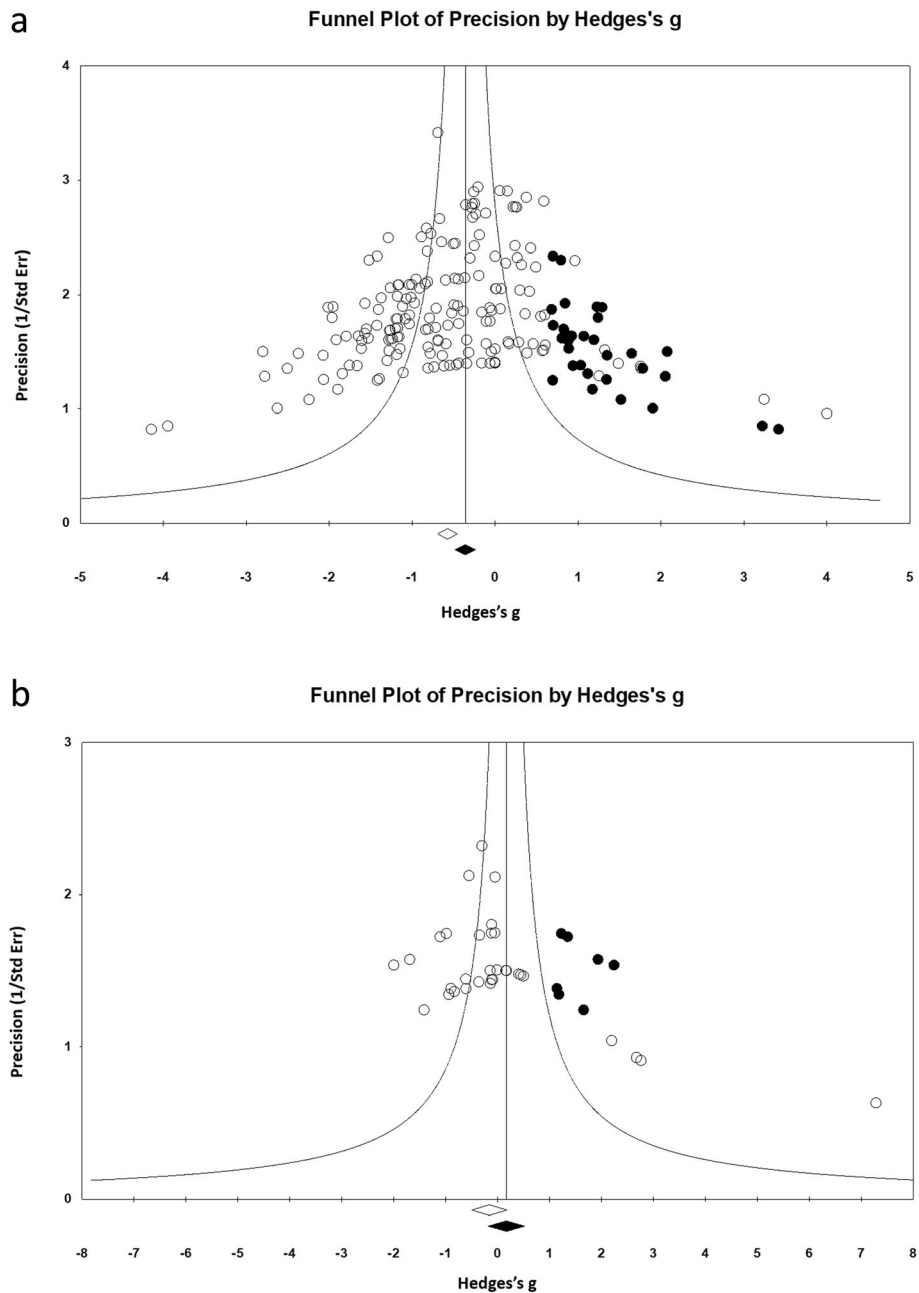 a
Funnel Plot of Precision by Hedges's g
4
3
2
1
0
Precision (1/Std Err)
-5 -4 -3 -2 -1 0 1 2 3 4 5
Hedges's g
b
Funnel Plot of Precision by Hedges's g
3
2
1
0
Precision (1/Std Err)
-8 -7 -6 -5 -4 -3 -2 -1 0 1 2 3 4 5 6 7 8
Hedges's g